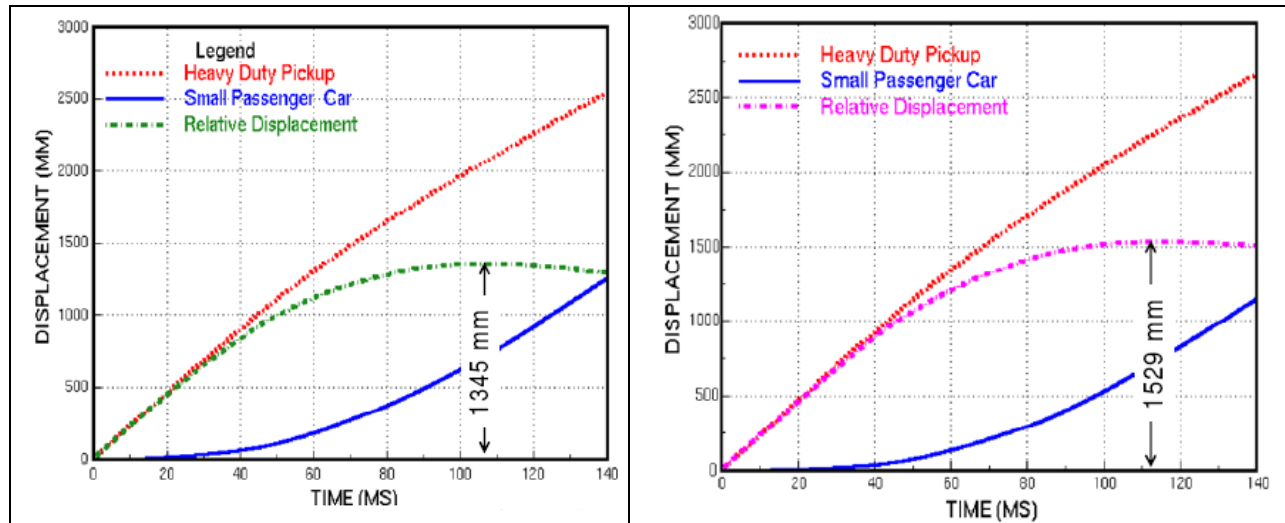 3000
Legend
Heavy Duty Pickup
Small Passenger Car
Relative Displacement
2500
2000
1500
1000
500
0
DISPLACEMENT (MM)
1345 mm
0 20 40 60 80 100 120 140
TIME (MS)
3000
Heavy Duty Pickup
Small Passenger Car
Relative Displacement
2500
2000
1500
1000
500
0
DISPLACEMENT (MM)
1529 mm
0 20 40 60 80 100 120 140
TIME (MS)